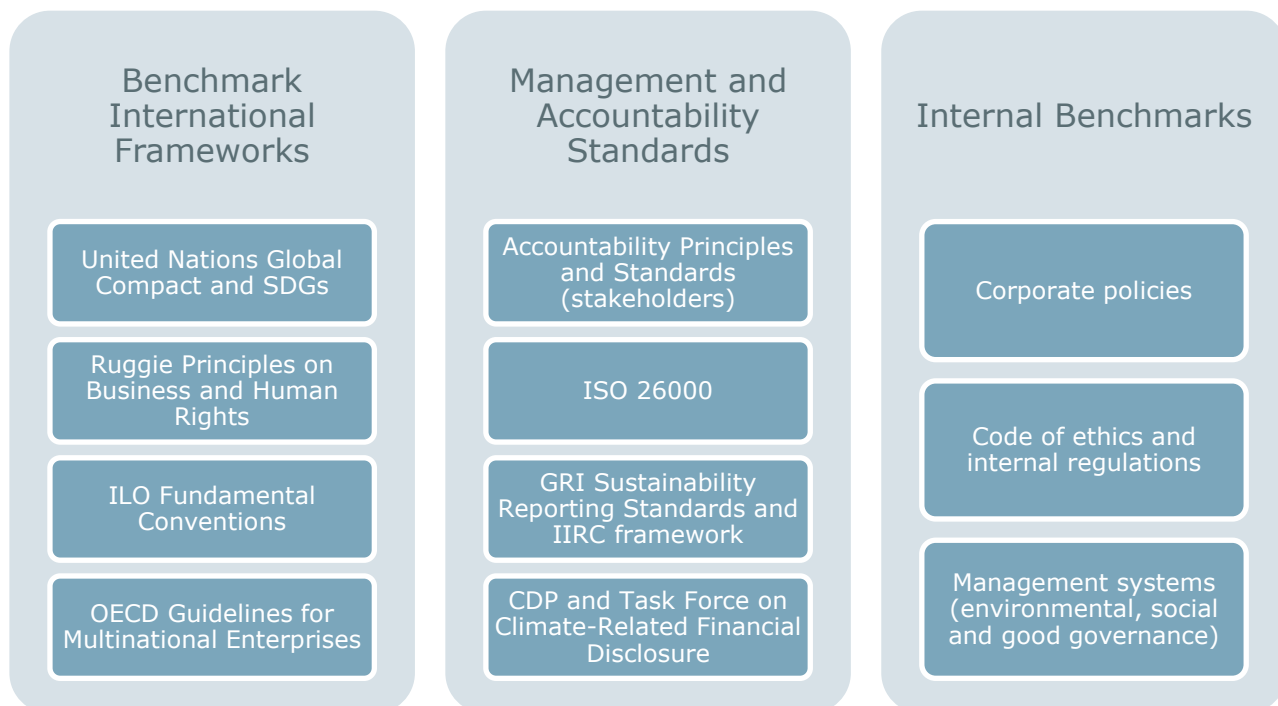 Benchmark
International
Frameworks
United Nations Global
Compact and SDGs
Ruggie Principles on
Business and Human
Rights
ILO Fundamental
Conventions
OECD Guidelines for
Multinational Enterprises
Management and
Accountability
Standards
Accountability Principles
and Standards
(stakeholders)
ISO 26000
GRI Sustainability
Reporting Standards and
IIRC framework
CDP and Task Force on
Climate-Related Financial
Disclosure
Internal Benchmarks
Corporate policies
Code of ethics and
internal regulations
Management systems
(environmental, social
and good governance)